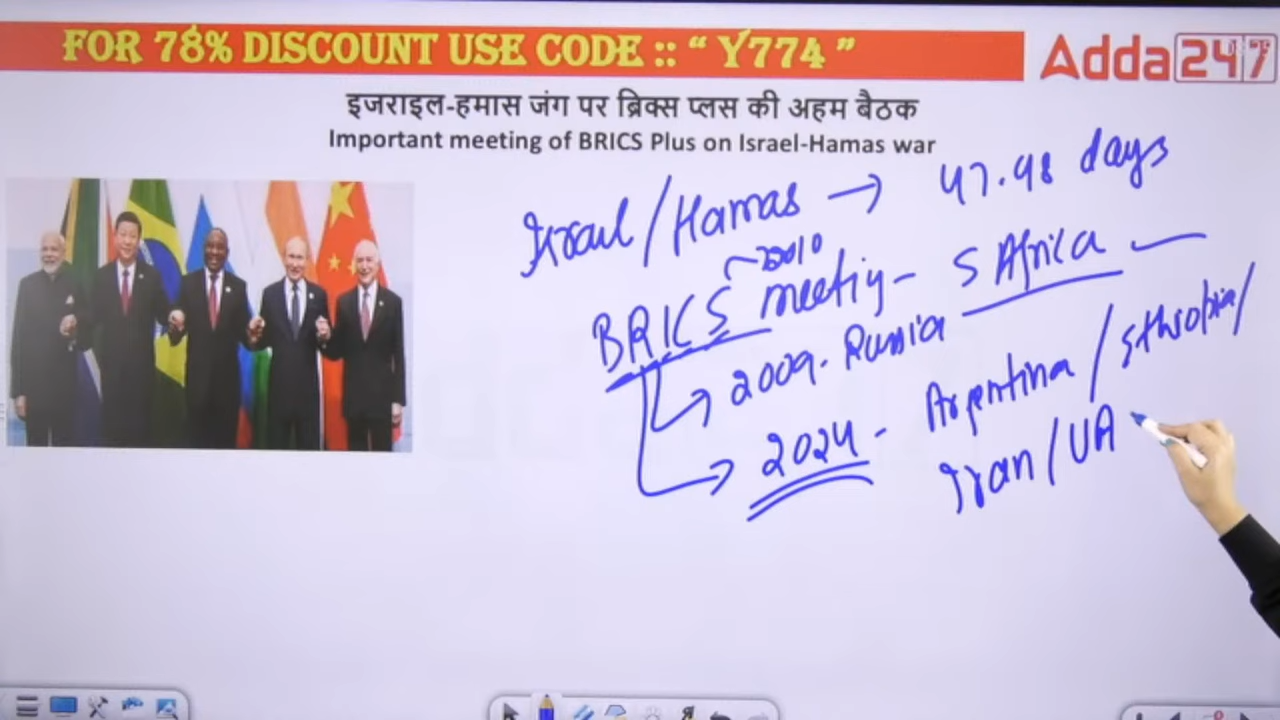 FOR 78% DISCOUNT USE CODE :: “ Y774 ”
Adda247
इजराइल-हमास जंग पर ब्रिक्स प्लस की अहम बैठक
Important meeting of BRICS Plus on Israel-Hamas war
Israel/Hamas → 47.48 days
2010
BRICS meeting - S Africa
→ 2009 - Russia
→ 2024 - Argentina / Ethiopia /
Iran / UA